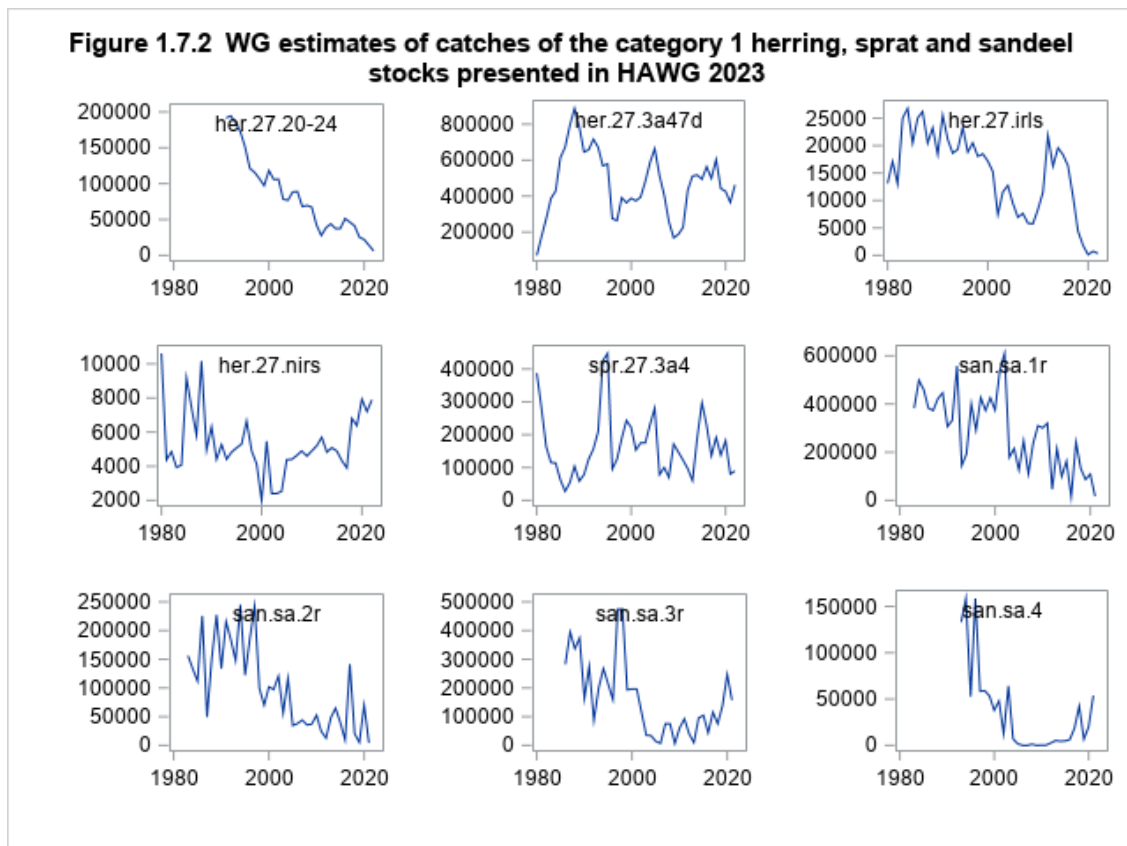 Figure 1.7.2 WG estimates of catches of the category 1 herring, sprat and sandeel
stocks presented in HAWG 2023
her.27.20-24
200000
150000
100000
50000
0
1980 2000 2020
her.27.3a47d
800000
600000
400000
200000
1980 2000 2020
her.27.irls
25000
20000
15000
10000
5000
0
1980 2000 2020
her.27.nirs
10000
8000
6000
4000
2000
1980 2000 2020
spr.27.3a4
400000
300000
200000
100000
0
1980 2000 2020
san.sa.1r
600000
400000
200000
0
1980 2000 2020
san.sa.2r
250000
200000
150000
100000
50000
0
1980 2000 2020
san.sa.3r
500000
400000
300000
200000
100000
0
1980 2000 2020
san.sa.4
150000
100000
50000
0
1980 2000 2020